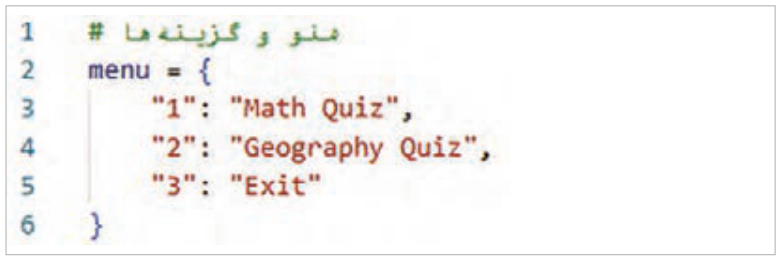 1 # منو و گزینه‌ها
2 menu = {
3 "1": "Math Quiz",
4 "2": "Geography Quiz",
5 "3": "Exit"
6 }